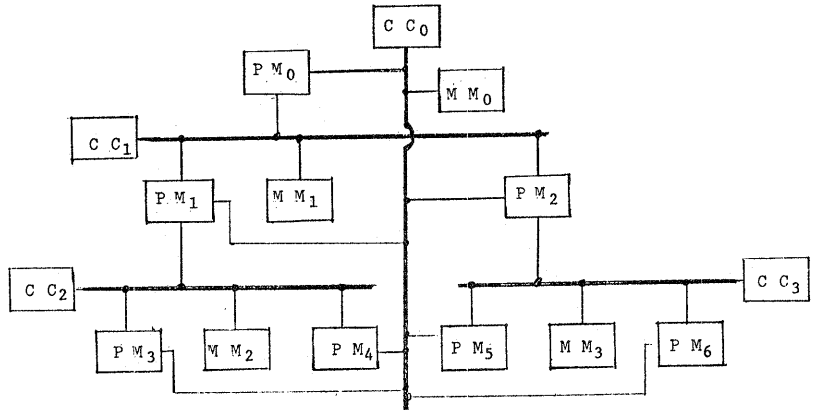 C C₀
P M₀
M M₀
C C₁
P M₁
M M₁
P M₂
C C₂
C C₃
P M₃
M M₂
P M₄
P M₅
M M₃
P M₆